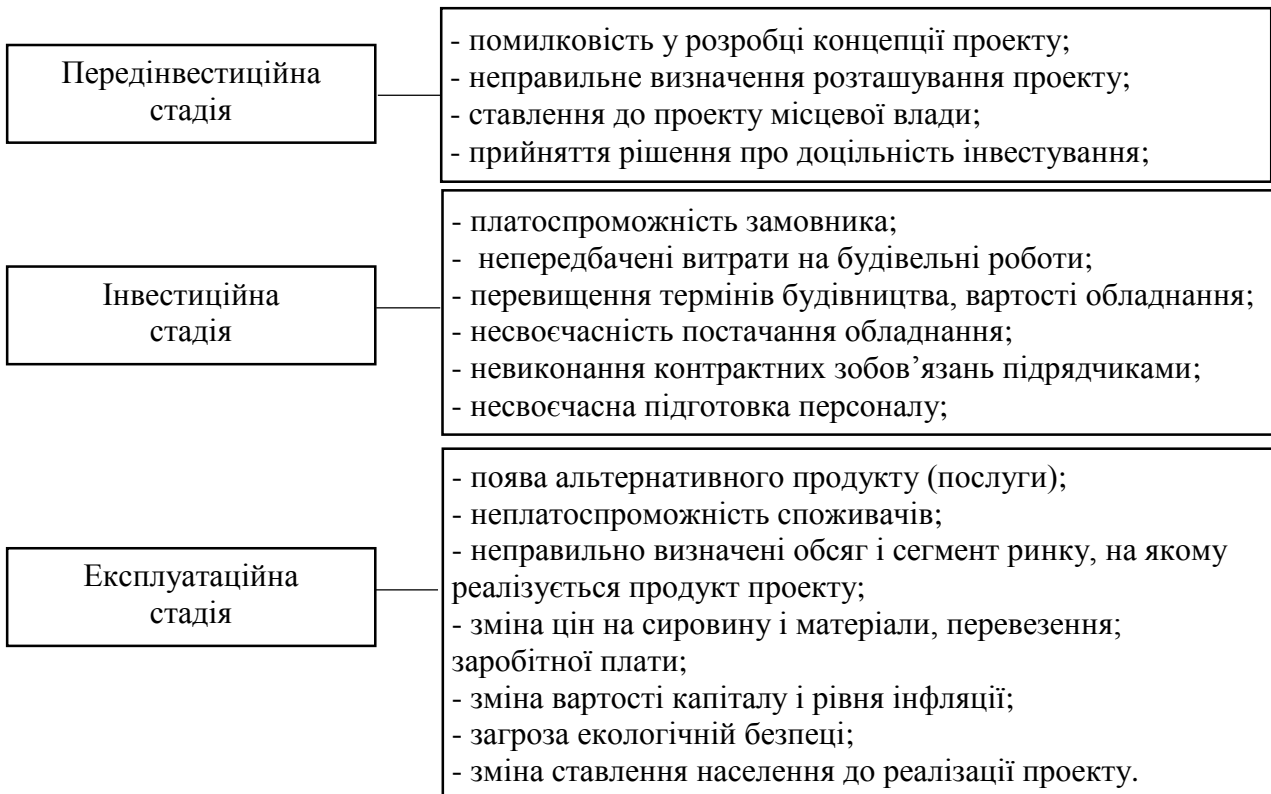 Передінвестиційна
стадія
- помилковість у розробці концепції проекту;
- неправильне визначення розташування проекту;
- ставлення до проекту місцевої влади;
- прийняття рішення про доцільність інвестування;
Інвестиційна
стадія
- платоспроможність замовника;
- непередбачені витрати на будівельні роботи;
- перевищення термінів будівництва, вартості обладнання;
- несвоєчасність постачання обладнання;
- невиконання контрактних зобов’язань підрядчиками;
- несвоєчасна підготовка персоналу;
Експлуатаційна
стадія
- поява альтернативного продукту (послуги);
- неплатоспроможність споживачів;
- неправильно визначені обсяг і сегмент ринку, на якому
реалізується продукт проекту;
- зміна цін на сировину і матеріали, перевезення;
заробітної плати;
- зміна вартості капіталу і рівня інфляції;
- загроза екологічній безпеці;
- зміна ставлення населення до реалізації проекту.